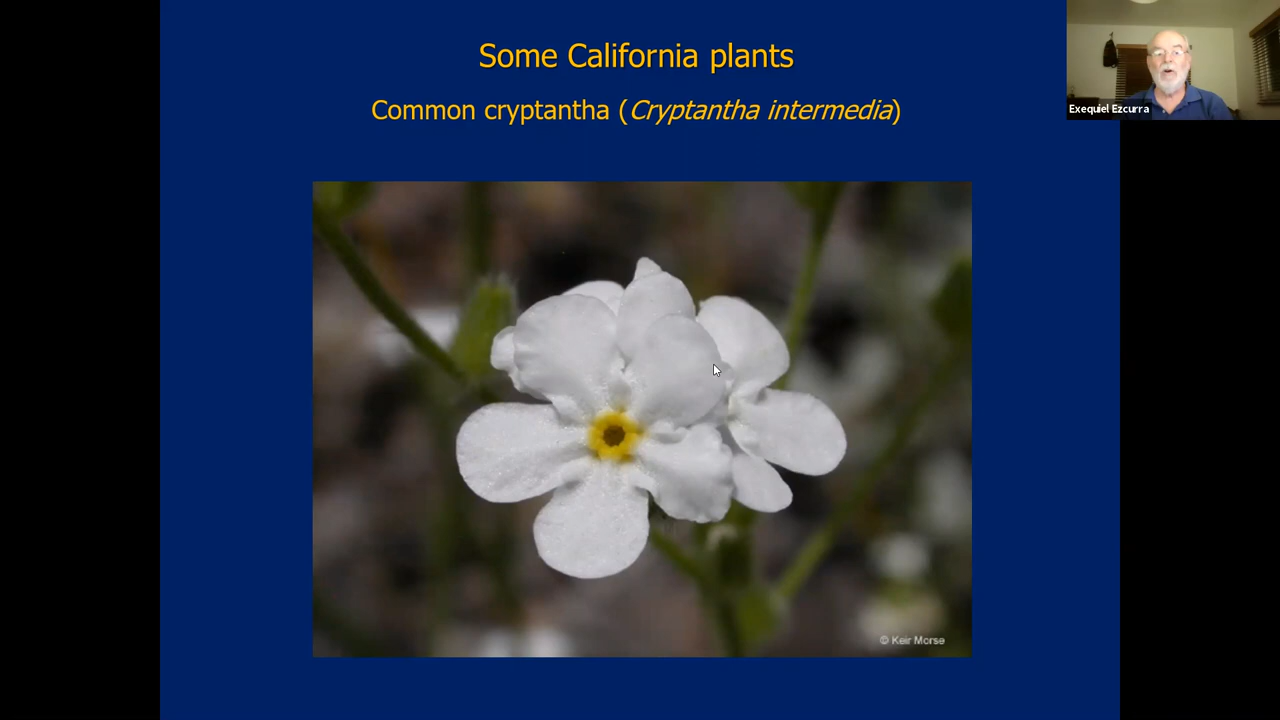 Some California plants
Common cryptantha (Cryptantha intermedia)
Exequiel Ezcurra
© Keir Morse